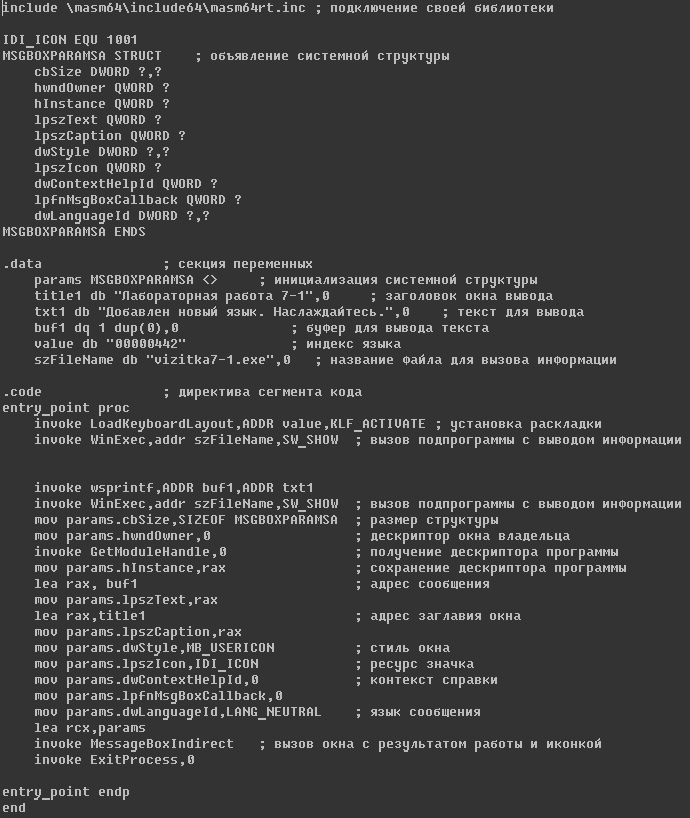 include \masm64\include64\masm64rt.inc ; подключение своей библиотеки
IDI_ICON EQU 1001
MSGBOXPARAMSA STRUCT    ; объявление системной структуры
    cbSize DWORD ?,?
    hwndOwner QWORD ?
    hInstance QWORD ?
    lpszText QWORD ?
    lpszCaption QWORD ?
    dwStyle DWORD ?,?
    lpszIcon QWORD ?
    dwContextHelpId QWORD ?
    lpfnMsgBoxCallback QWORD ?
    dwLanguageId DWORD ?,?
MSGBOXPARAMSA ENDS
.data               ; секция переменных
    params MSGBOXPARAMSA <>     ; инициализация системной структуры
    title1 db "Лабораторная работа 7-1",0     ; заголовок окна вывода
    txt1 db "Добавлен новый язык. Наслаждайтесь.",0    ; текст для вывода
    buf1 dq 1 dup(0),0              ; буфер для вывода текста
    value db "00000442"             ; индекс языка
    szFileName db "vizitka7-1.exe",0   ; название файла для вызова информации
.code               ; директива сегмента кода
entry_point proc
    invoke LoadKeyboardLayout,ADDR value,KLF_ACTIVATE ; установка раскладки
    invoke WinExec,addr szFileName,SW_SHOW  ; вызов подпрограммы с выводом информации
    invoke wsprintf,ADDR buf1,ADDR txt1
    invoke WinExec,addr szFileName,SW_SHOW  ; вызов подпрограммы с выводом информации
    mov params.cbSize,SIZEOF MSGBOXPARAMSA  ; размер структуры
    mov params.hwndOwner,0                  ; дескриптор окна владельца
    invoke GetModuleHandle,0                ; получение дескриптора программы
    mov params.hInstance,rax                ; сохранение дескриптора программы
    lea rax, buf1                           ; адрес сообщения
    mov params.lpszText,rax
    lea rax,title1                          ; адрес заглавия окна
    mov params.lpszCaption,rax
    mov params.dwStyle,MB_USERICON          ; стиль окна
    mov params.lpszIcon,IDI_ICON            ; ресурс значка
    mov params.dwContextHelpId,0            ; контекст справки
    mov params.lpfnMsgBoxCallback,0
    mov params.dwLanguageId,LANG_NEUTRAL    ; язык сообщения
    lea rcx,params
    invoke MessageBoxIndirect   ; вызов окна с результатом работы и иконкой
    invoke ExitProcess,0
entry_point endp
end